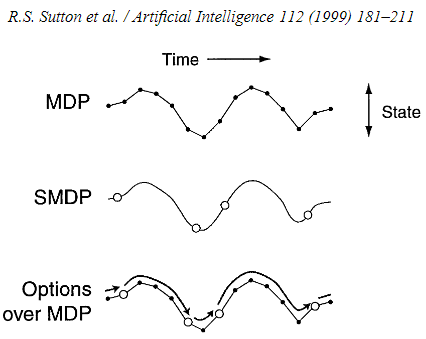 R.S. Sutton et al. / Artificial Intelligence 112 (1999) 181–211
Time
MDP
State
SMDP
Options
over MDP